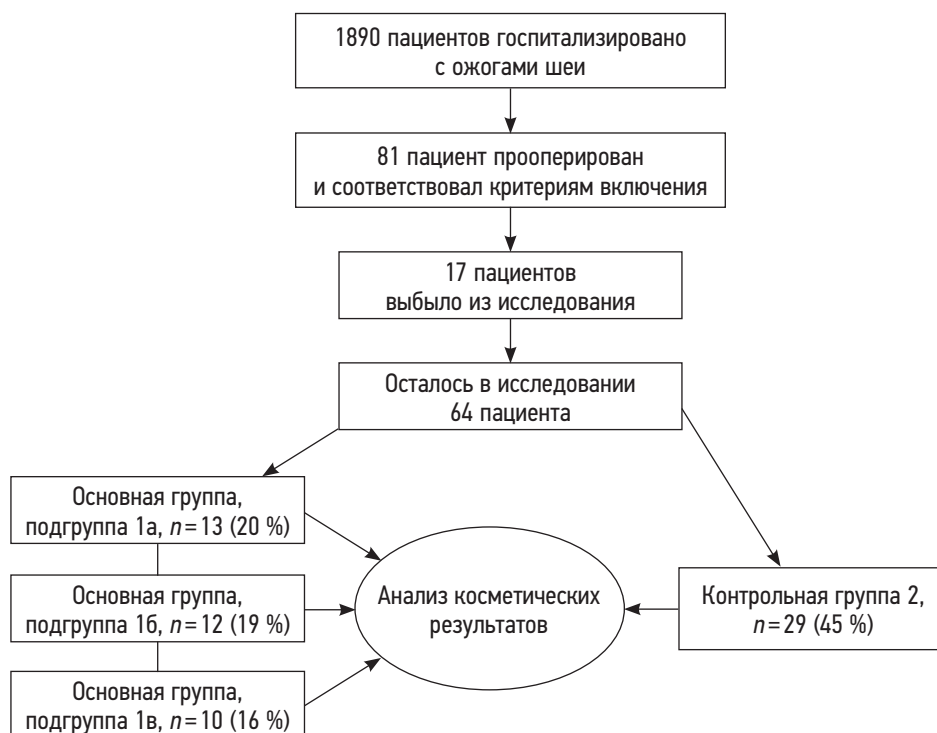 1890 пациентов госпитализировано
с ожогами шеи
81 пациент прооперирован
и соответствовал критериям включения
17 пациентов
выбыло из исследования
Осталось в исследовании
64 пациента
Основная группа,
подгруппа 1а, n=13 (20 %)
Основная группа,
подгруппа 1б, n=12 (19 %)
Основная группа,
подгруппа 1в, n=10 (16 %)
Анализ косметических
результатов
Контрольная группа 2,
n=29 (45 %)